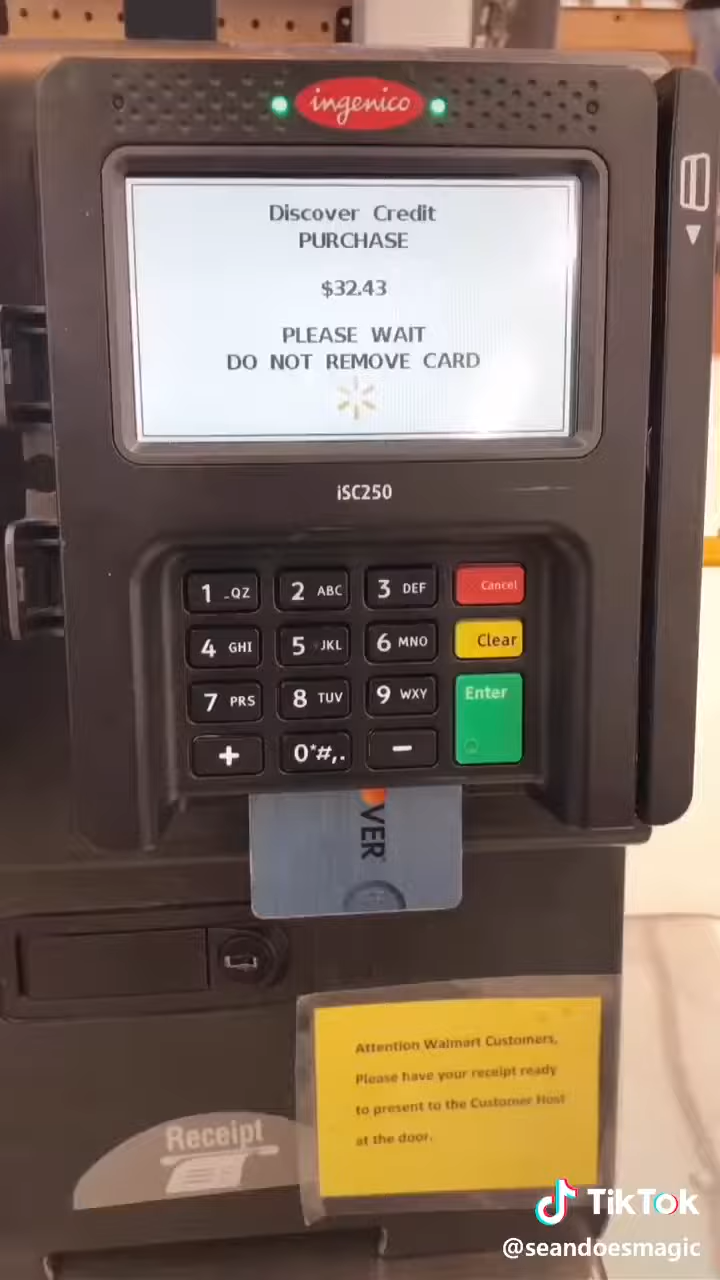 ingenico
Discover Credit
PURCHASE
$32.43
PLEASE WAIT
DO NOT REMOVE CARD
iSC250
1 _QZ 2 ABC 3 DEF Cancel
4 GHI 5 JKL 6 MNO Clear
7 PRS 8 TUV 9 WXY Enter
+ 0*#,. −
VER
Attention Walmart Customers,
Please have your receipt ready
to present to the Customer Host
at the door.
Receipt
TikTok
@seandoesmagic